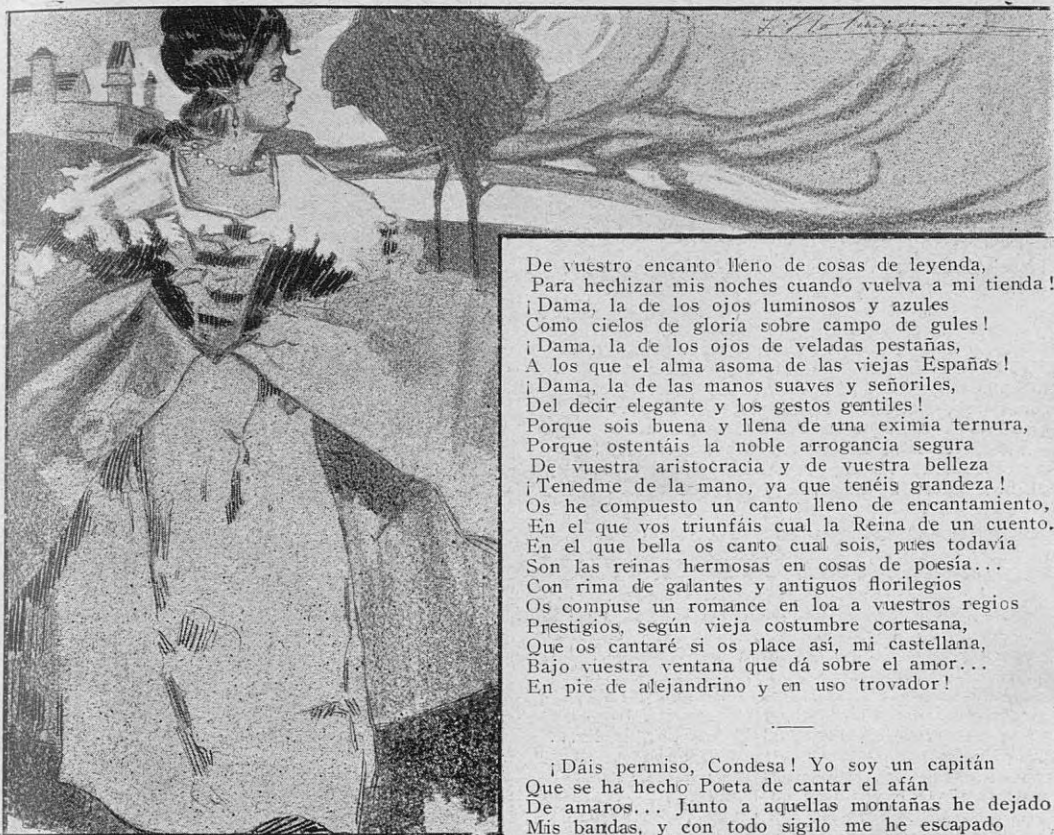 De vuestro encanto lleno de cosas de leyenda,
Para hechizar mis noches cuando vuelva a mi tienda!
¡Dama, la de los ojos luminosos y azules
Como cielos de gloria sobre campo de gules!
¡Dama, la de los ojos de veladas pestañas,
A los que el alma asoma de las viejas Españas!
¡Dama, la de las manos suaves y señoriles,
Del decir elegante y los gestos gentiles!
Porque sois buena y llena de una eximia ternura,
Porque ostentáis la noble arrogancia segura
De vuestra aristocracia y de vuestra belleza
¡Tenedme de la mano, ya que tenéis grandeza!
Os he compuesto un canto lleno de encantamiento,
En el que vos triunfáis cual la Reina de un cuento.
En el que bella os canto cual sois, pues todavía
Son las reinas hermosas en cosas de poesía...
Con rima de galantes y antiguos florilegios
Os compuse un romance en loa a vuestros regios
Prestigios, según vieja costumbre cortesana,
Que os cantaré si os place así, mi castellana,
Bajo vuestra ventana que dá sobre el amor...
En pie de alejandrino y en uso trovador!
¡Dáis permiso, Condesa! Yo soy un capitán
Que se ha hecho Poeta de cantar el afán
De amaros... Junto a aquellas montañas he dejado
Mis bandas, y con todo sigilo me he escapado